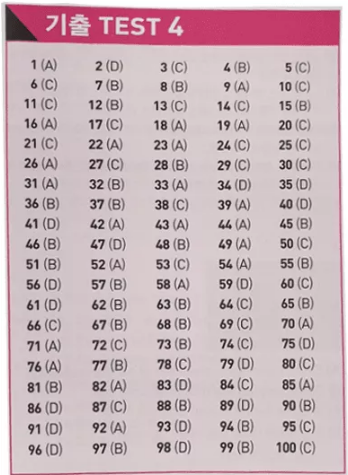 기출 TEST 4
1 (A) 2 (D) 3 (C) 4 (B) 5 (C)
6 (C) 7 (B) 8 (B) 9 (A) 10 (C)
11 (C) 12 (B) 13 (C) 14 (C) 15 (B)
16 (A) 17 (C) 18 (A) 19 (A) 20 (C)
21 (C) 22 (A) 23 (A) 24 (C) 25 (C)
26 (A) 27 (C) 28 (B) 29 (C) 30 (C)
31 (A) 32 (B) 33 (A) 34 (D) 35 (D)
36 (B) 37 (B) 38 (C) 39 (A) 40 (D)
41 (D) 42 (A) 43 (A) 44 (A) 45 (B)
46 (B) 47 (D) 48 (B) 49 (A) 50 (C)
51 (B) 52 (A) 53 (C) 54 (A) 55 (B)
56 (D) 57 (B) 58 (A) 59 (D) 60 (C)
61 (D) 62 (B) 63 (B) 64 (C) 65 (B)
66 (C) 67 (B) 68 (B) 69 (C) 70 (A)
71 (A) 72 (C) 73 (B) 74 (C) 75 (D)
76 (A) 77 (B) 78 (C) 79 (D) 80 (C)
81 (B) 82 (A) 83 (D) 84 (C) 85 (A)
86 (D) 87 (C) 88 (B) 89 (D) 90 (B)
91 (D) 92 (A) 93 (D) 94 (B) 95 (C)
96 (D) 97 (B) 98 (D) 99 (B) 100 (C)